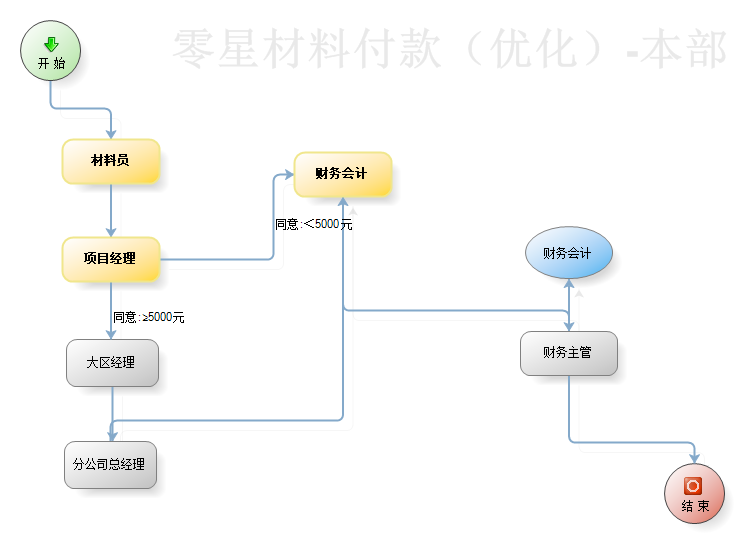 零星材料付款（优化）-本部
开 始
材料员
财务会计
同意:＜5000元
项目经理
财务会计
同意:≥5000元
大区经理
财务主管
分公司总经理
结 束